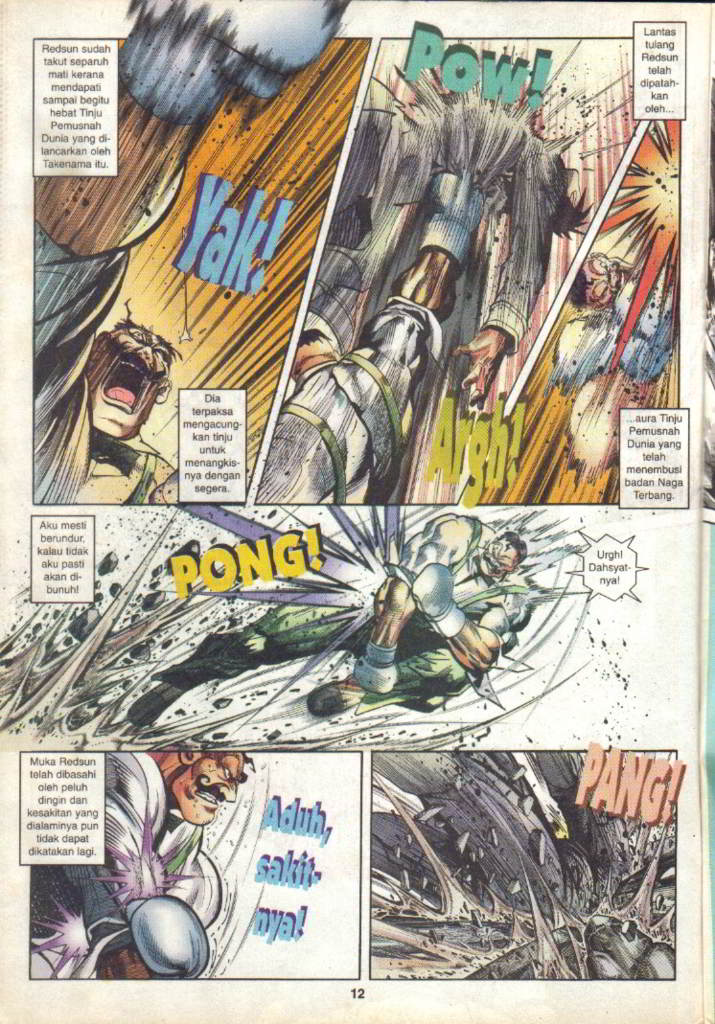 Redsun sudah
takut separuh
mati kerana
mendapati
sampai begitu
hebat Tinju
Pemusnah
Dunia yang di-
lancarkan oleh
Takenama itu.
Yak!
Dia
terpaksa
mengacung-
kan tinju
untuk
menangkis-
nya dengan
segera.
POW!
Argh!
Lantas
tulang
Redsun
telah
dipatah-
kan
oleh...
...aura Tinju
Pemusnah
Dunia yang
telah
menembusi
badan Naga
Terbang.
Aku mesti
berundur,
kalau tidak
aku pasti
akan di-
bunuh!
PONG!
Urgh!
Dahsyat-
nya!
Muka Redsun
telah dibasahi
oleh peluh
dingin dan
kesakitan yang
dialaminya pun
tidak dapat
dikatakan lagi.
Aduh,
sakit-
nya!
PANG!
12